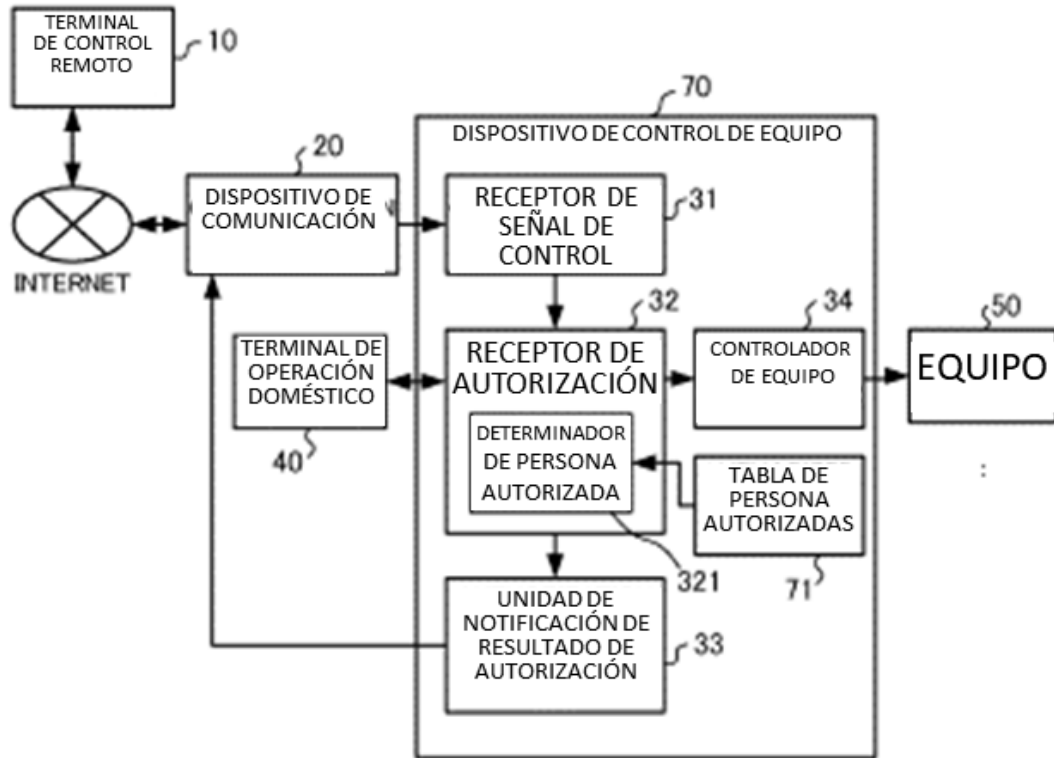 TERMINAL
DE CONTROL
REMOTO
10
70
DISPOSITIVO DE CONTROL DE EQUIPO
20
DISPOSITIVO DE
COMUNICACIÓN
INTERNET
RECEPTOR DE
SEÑAL DE
CONTROL
31
32
RECEPTOR DE
AUTORIZACIÓN
34
CONTROLADOR
DE EQUIPO
50
EQUIPO
TERMINAL DE
OPERACIÓN
DOMÉSTICO
40
DETERMINADOR
DE PERSONA
AUTORIZADA
321
TABLA DE
PERSONA
AUTORIZADAS
71
:
UNIDAD DE
NOTIFICACIÓN DE
RESULTADO DE
AUTORIZACIÓN
33